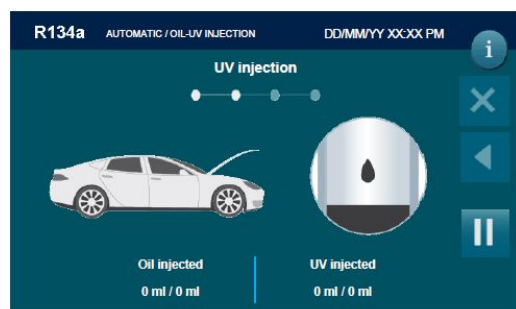 R134a AUTOMATIC / OIL-UV INJECTION DD/MM/YY XX:XX PM
i
UV injection
Oil injected UV injected
0 ml / 0 ml 0 ml / 0 ml